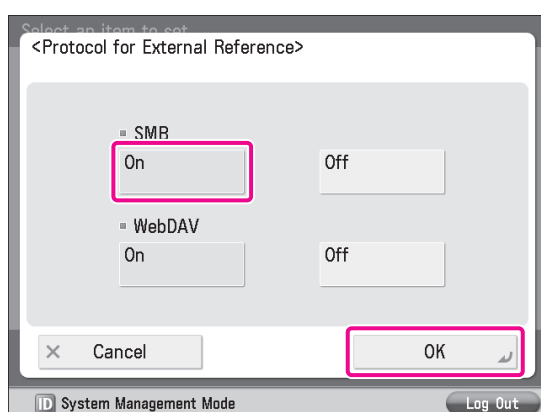 Select an item to set
<Protocol for External Reference>
SMB
On Off
WebDAV
On Off
Cancel OK
ID System Management Mode Log Out